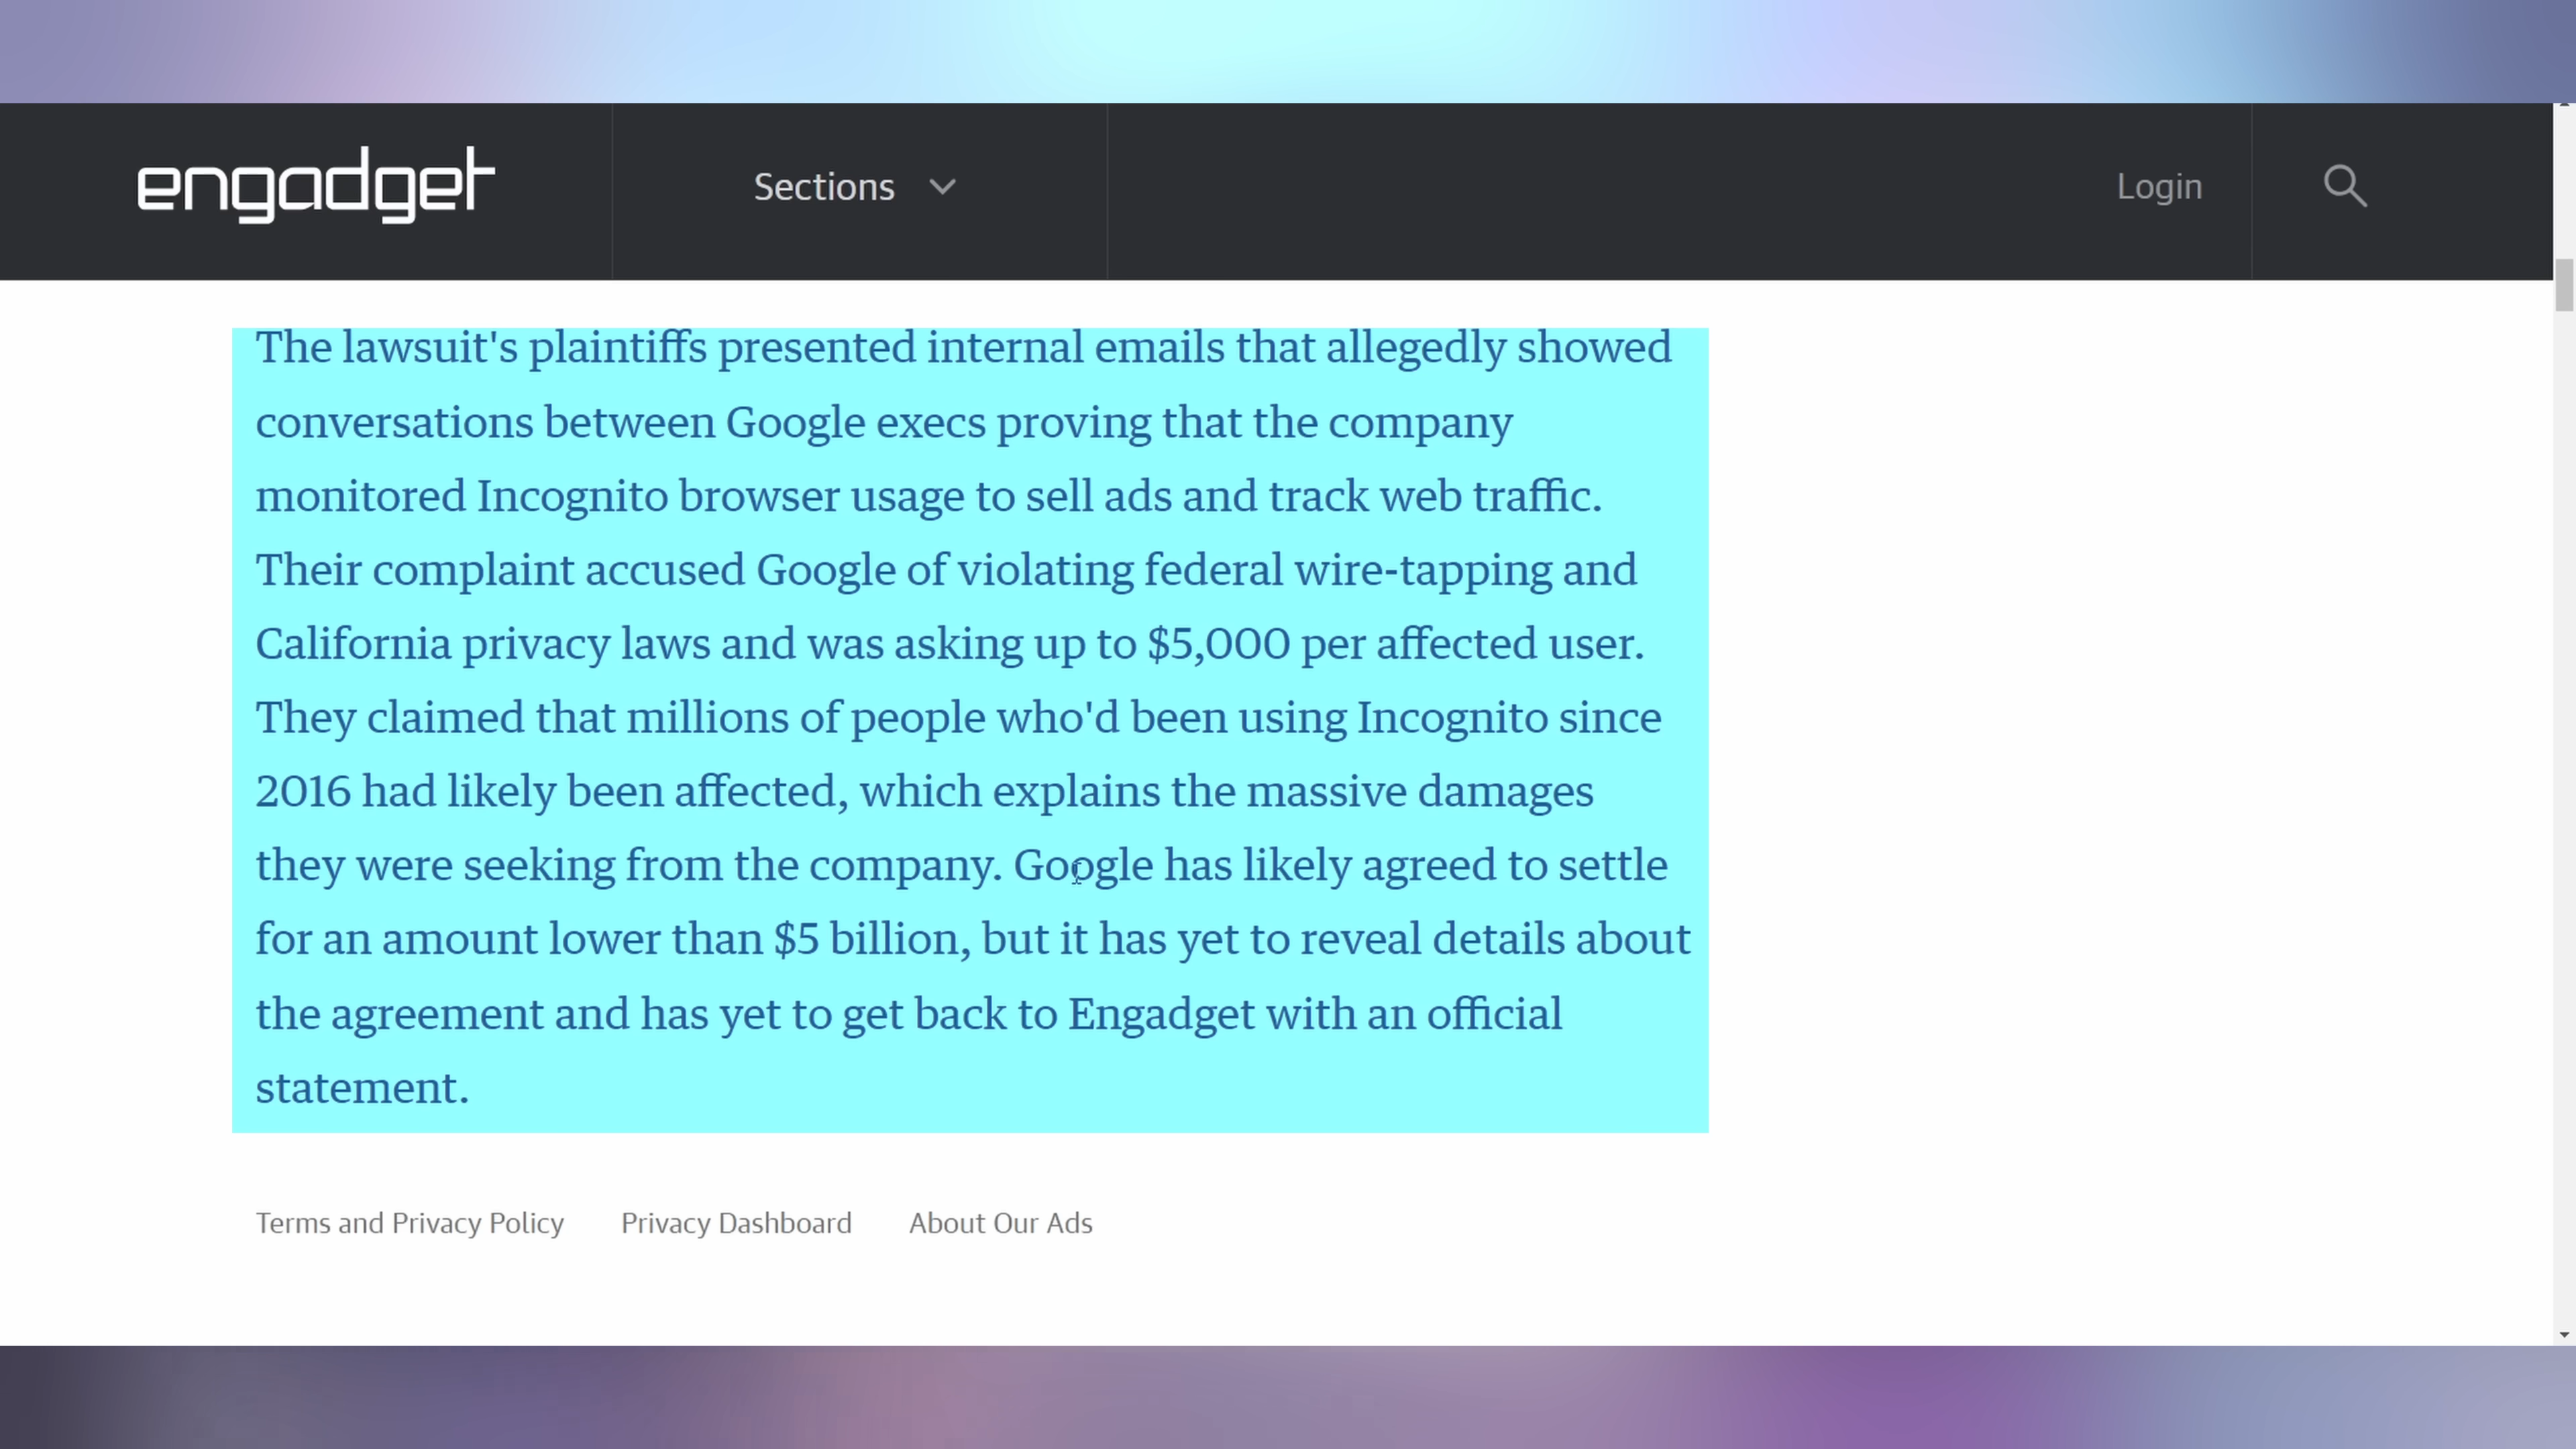 engadget
Sections
Login
The lawsuit's plaintiffs presented internal emails that allegedly showed
conversations between Google execs proving that the company
monitored Incognito browser usage to sell ads and track web traffic.
Their complaint accused Google of violating federal wire-tapping and
California privacy laws and was asking up to $5,000 per affected user.
They claimed that millions of people who'd been using Incognito since
2016 had likely been affected, which explains the massive damages
they were seeking from the company. Google has likely agreed to settle
for an amount lower than $5 billion, but it has yet to reveal details about
the agreement and has yet to get back to Engadget with an official
statement.
Terms and Privacy Policy
Privacy Dashboard
About Our Ads